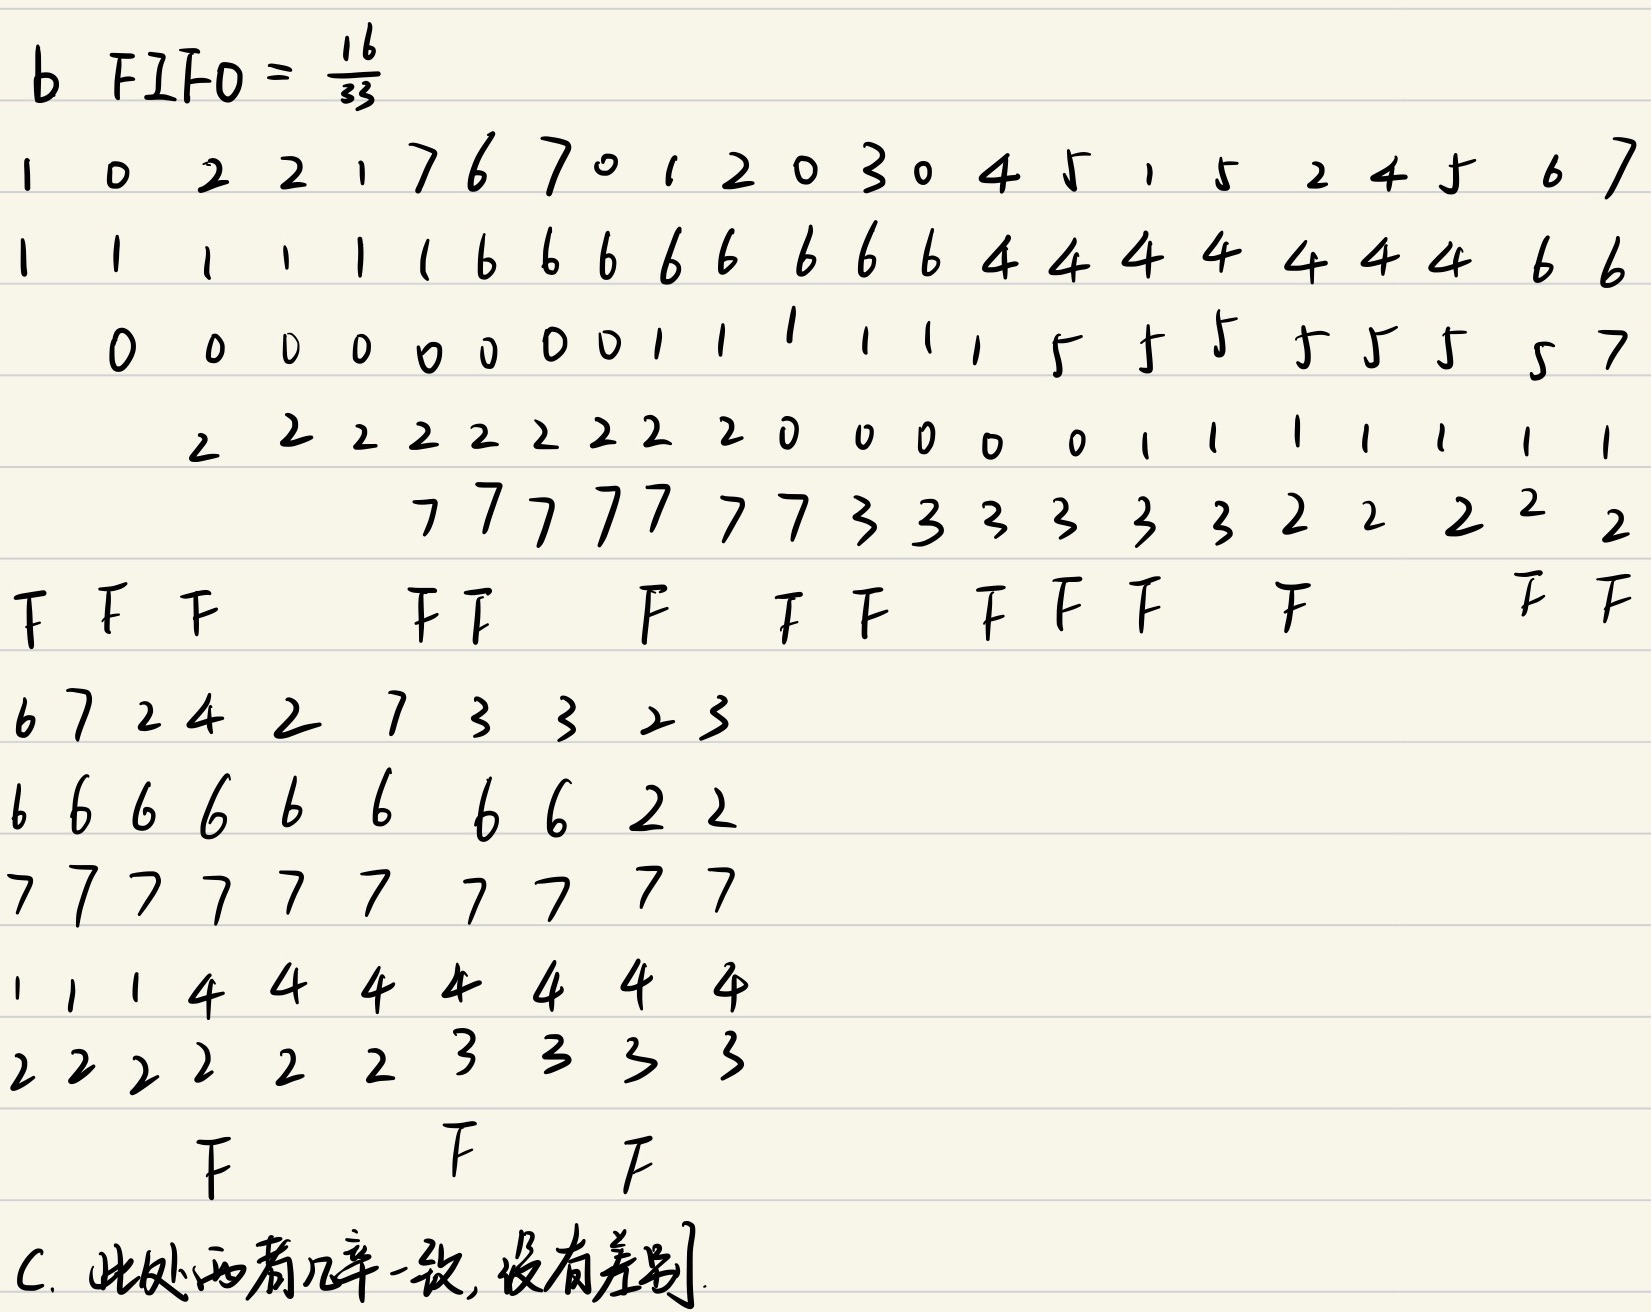 b FIFO = 16/33
1 0 2 2 1 7 6 7 0 1 2 0 3 0 4 5 1 5 2 4 5 6 7
1 1 1 1 1 1 6 6 6 6 6 6 6 6 4 4 4 4 4 4 4 6 6
0 0 0 0 0 0 0 0 1 1 1 1 1 1 5 5 5 5 5 5 5 7
2 2 2 2 2 2 2 2 2 0 0 0 0 0 1 1 1 1 1 1 1
7 7 7 7 7 7 7 3 3 3 3 3 3 2 2 2 2 2
F F F F F F F F F F F F F F
6 7 2 4 2 7 3 3 2 3
6 6 6 6 6 6 6 6 2 2
7 7 7 7 7 7 7 7 7 7
1 1 1 4 4 4 4 4 4 4
2 2 2 2 2 2 3 3 3 3
F F F
C. 此处两者几率一致, 没有差别.